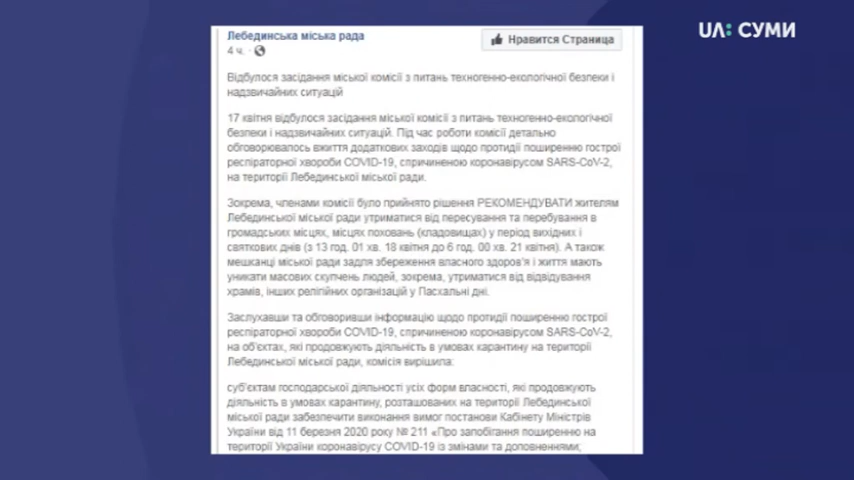 Лебединська міська рада
Нравится Страница
UA: СУМИ
4 ч. ·
Відбулося засідання міської комісії з питань техногенно-екологічної безпеки і
надзвичайних ситуацій
17 квітня відбулося засідання міської комісії з питань техногенно-екологічної
безпеки і надзвичайних ситуацій. Під час роботи комісії детально
обговорювалось вжиття додаткових заходів щодо протидії поширенню гострої
респіраторної хвороби COVID-19, спричиненою коронавірусом SARS-CoV-2,
на території Лебединської міської ради.
Зокрема, членами комісії було прийнято рішення РЕКОМЕНДУВАТИ жителям
Лебединської міської ради утриматися від пересування та перебування в
громадських місцях, місцях поховань (кладовищах) у період вихідних і
святкових днів (з 13 год. 01 хв. 18 квітня до 6 год. 00 хв. 21 квітня). А також
мешканці міської ради задля збереження власного здоров'я і життя мають
уникати масових скупчень людей, зокрема, утриматися від відвідування
храмів, інших релігійних організацій у Пасхальні дні.
Заслухавши та обговоривши інформацію щодо протидії поширенню гострої
респіраторної хвороби COVID-19, спричиненою коронавірусом SARS-CoV-2,
на об'єктах, які продовжують діяльність в умовах карантину на території
Лебединської міської ради, комісія вирішила:
суб'єктам господарської діяльності усіх форм власності, які продовжують
діяльність в умовах карантину, розташованих на території Лебединської
міської ради забезпечити виконання вимог постанови Кабінету Міністрів
України від 11 березня 2020 року № 211 «Про запобігання поширенню на
території України коронавірусу COVID-19 із змінами та доповненнями;